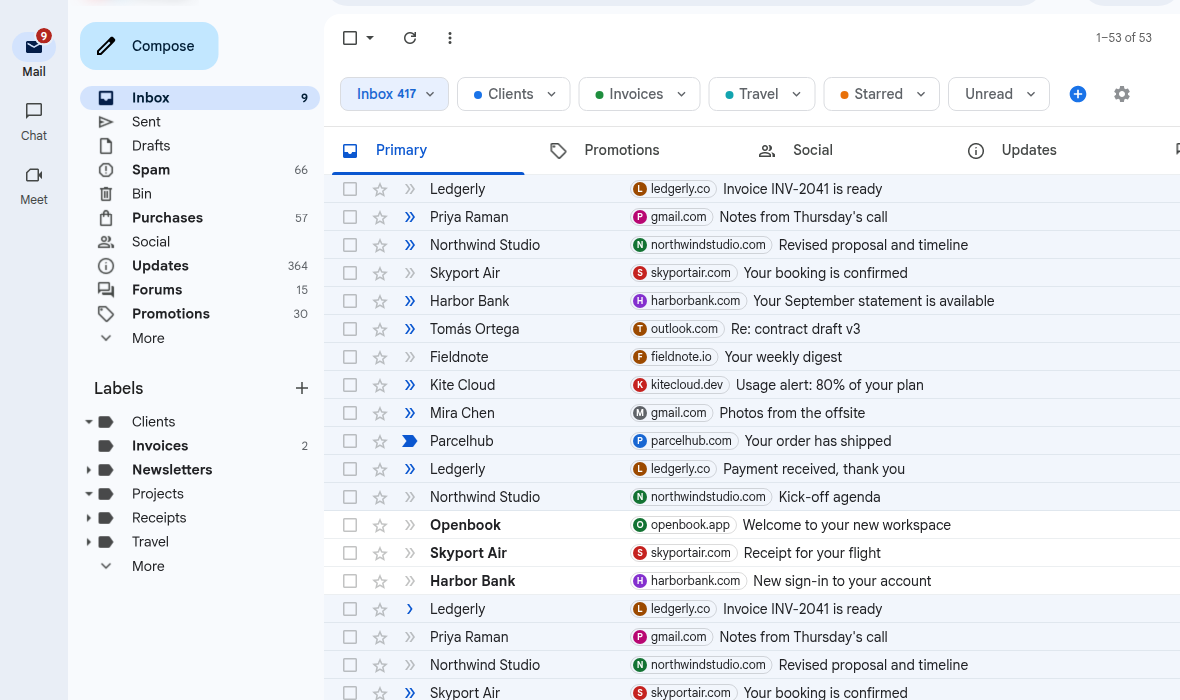 9
Mail
Chat
Meet
Compose
Inbox 9
Sent
Drafts
Spam 66
Bin
Purchases 57
Social
Updates 364
Forums 15
Promotions 30
More
Labels
Clients
Invoices 2
Newsletters
Projects
Receipts
Travel
More
1–53 of 53
Inbox 417 Clients Invoices Travel Starred Unread
Primary Promotions Social Updates
Ledgerly L ledgerly.co Invoice INV-2041 is ready
Priya Raman P gmail.com Notes from Thursday's call
Northwind Studio N northwindstudio.com Revised proposal and timeline
Skyport Air S skyportair.com Your booking is confirmed
Harbor Bank H harborbank.com Your September statement is available
Tomás Ortega T outlook.com Re: contract draft v3
Fieldnote F fieldnote.io Your weekly digest
Kite Cloud K kitecloud.dev Usage alert: 80% of your plan
Mira Chen M gmail.com Photos from the offsite
Parcelhub P parcelhub.com Your order has shipped
Ledgerly L ledgerly.co Payment received, thank you
Northwind Studio N northwindstudio.com Kick-off agenda
Openbook O openbook.app Welcome to your new workspace
Skyport Air S skyportair.com Receipt for your flight
Harbor Bank H harborbank.com New sign-in to your account
Ledgerly L ledgerly.co Invoice INV-2041 is ready
Priya Raman P gmail.com Notes from Thursday's call
Northwind Studio N northwindstudio.com Revised proposal and timeline
Skyport Air S skyportair.com Your booking is confirmed